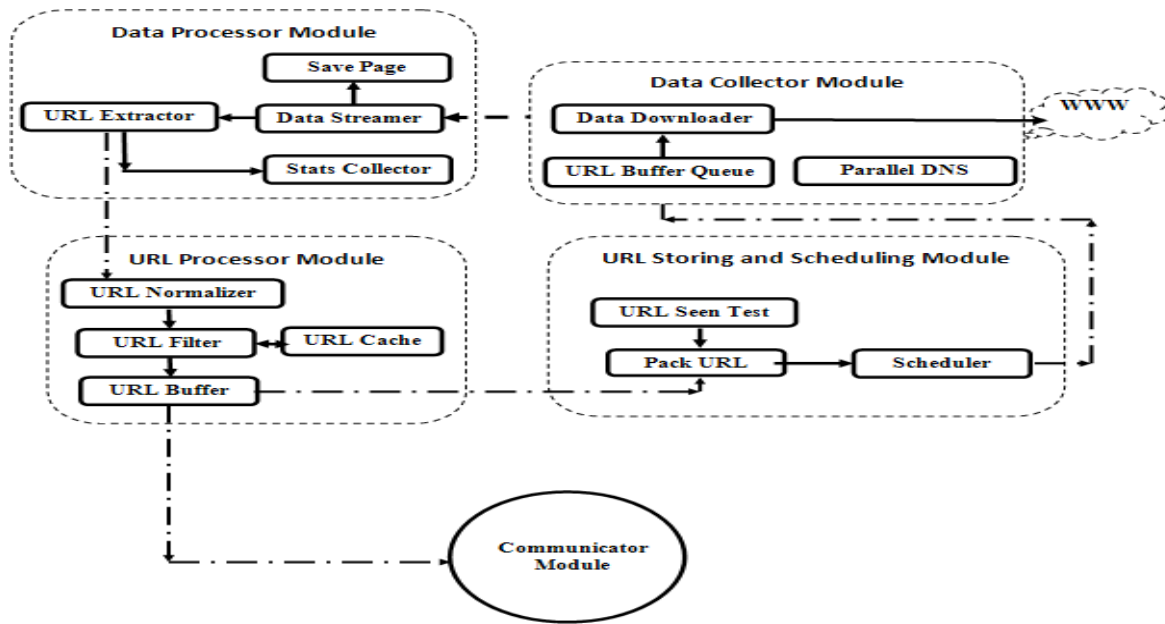 Data Processor Module
Save Page
URL Extractor
Data Streamer
Stats Collector
Data Collector Module
Data Downloader
WWW
URL Buffer Queue
Parallel DNS
URL Processor Module
URL Normalizer
URL Filter
URL Cache
URL Buffer
URL Storing and Scheduling Module
URL Seen Test
Pack URL
Scheduler
Communicator
Module